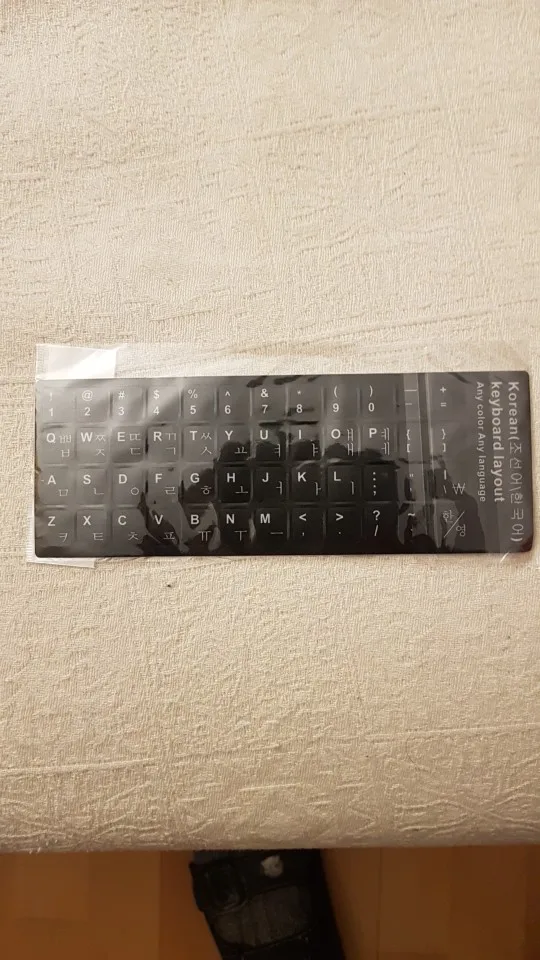 ! @ # $ % ^ & * ( ) — +
1 2 3 4 5 6 7 8 9 0 =
Q ㅃ W ㅉ E ㄸ R ㄲ T ㅆ Y U I O ㅒ P ㅖ { }
ㅂ ㅈ ㄷ ㄱ ㅅ ㅛ ㅕ ㅑ ㅐ ㅔ [ ]
A S D F G H J K L : " |
ㅁ ㄴ ㅇ ㄹ ㅎ ㅗ ㅓ ㅏ ㅣ ; \ ₩
Z X C V B N M < > ? ~ 한/영
ㅋ ㅌ ㅊ ㅍ ㅠ ㅜ ㅡ , . /
Korean(조선어|한국어)
keyboard layout
Any color Any language